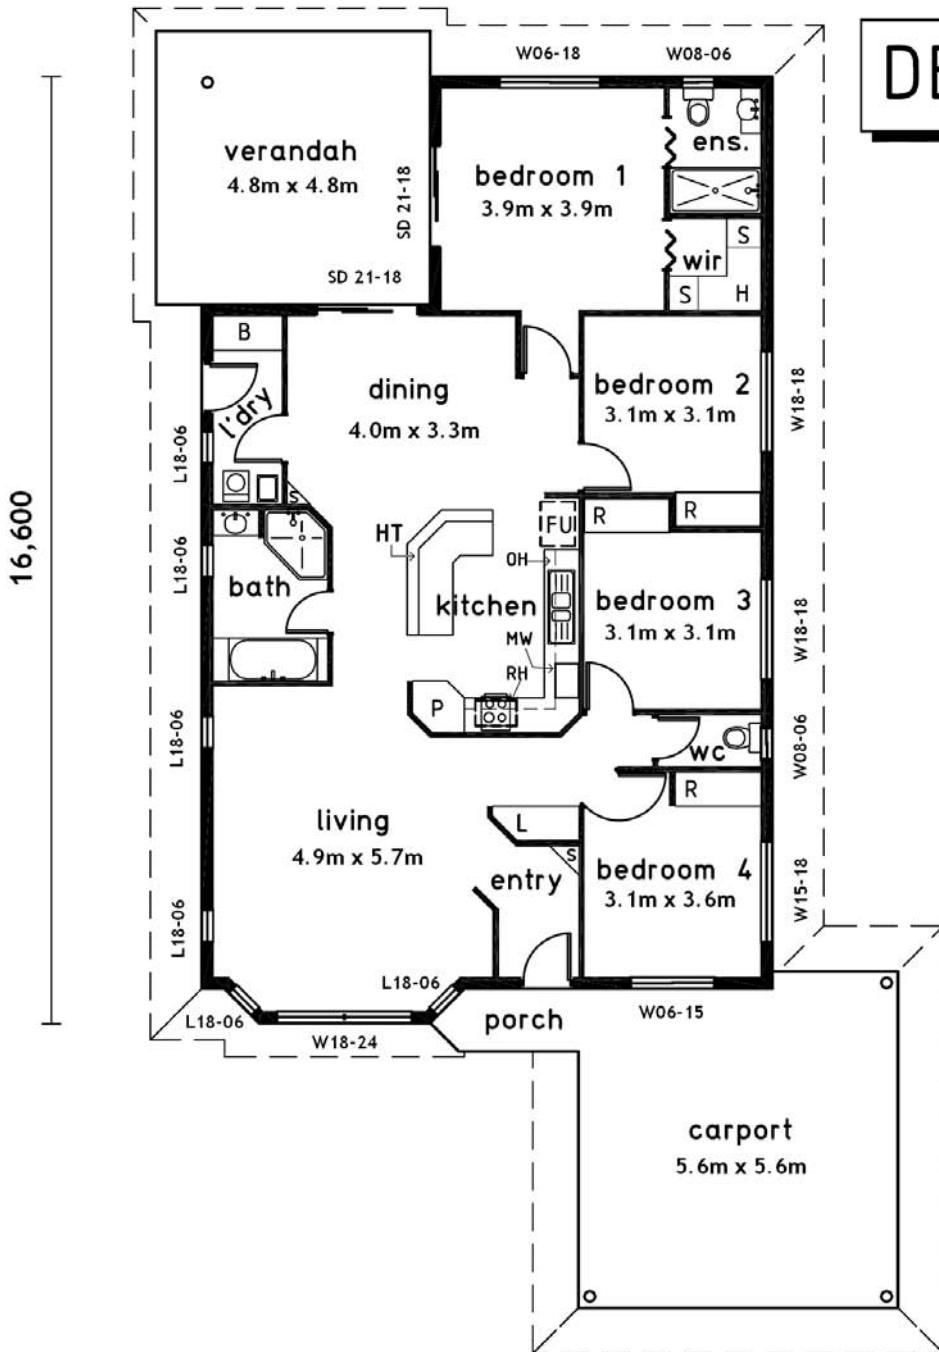 W06-18
W08-06
DE
verandah
4.8m x 4.8m
SD 21-18
SD 21-18
bedroom 1
3.9m x 3.9m
ens.
wir
S
S
H
B
l'dry
L18-06
S
dining
4.0m x 3.3m
bedroom 2
3.1m x 3.1m
W18-18
R
R
16,600
HT
FU
OH
kitchen
MW
RH
P
L18-06
bath
bedroom 3
3.1m x 3.1m
W18-18
wc
W08-06
L18-06
living
4.9m x 5.7m
L
S
entry
R
bedroom 4
3.1m x 3.6m
W15-18
L18-06
L18-06
L18-06
W18-24
porch
W06-15
carport
5.6m x 5.6m